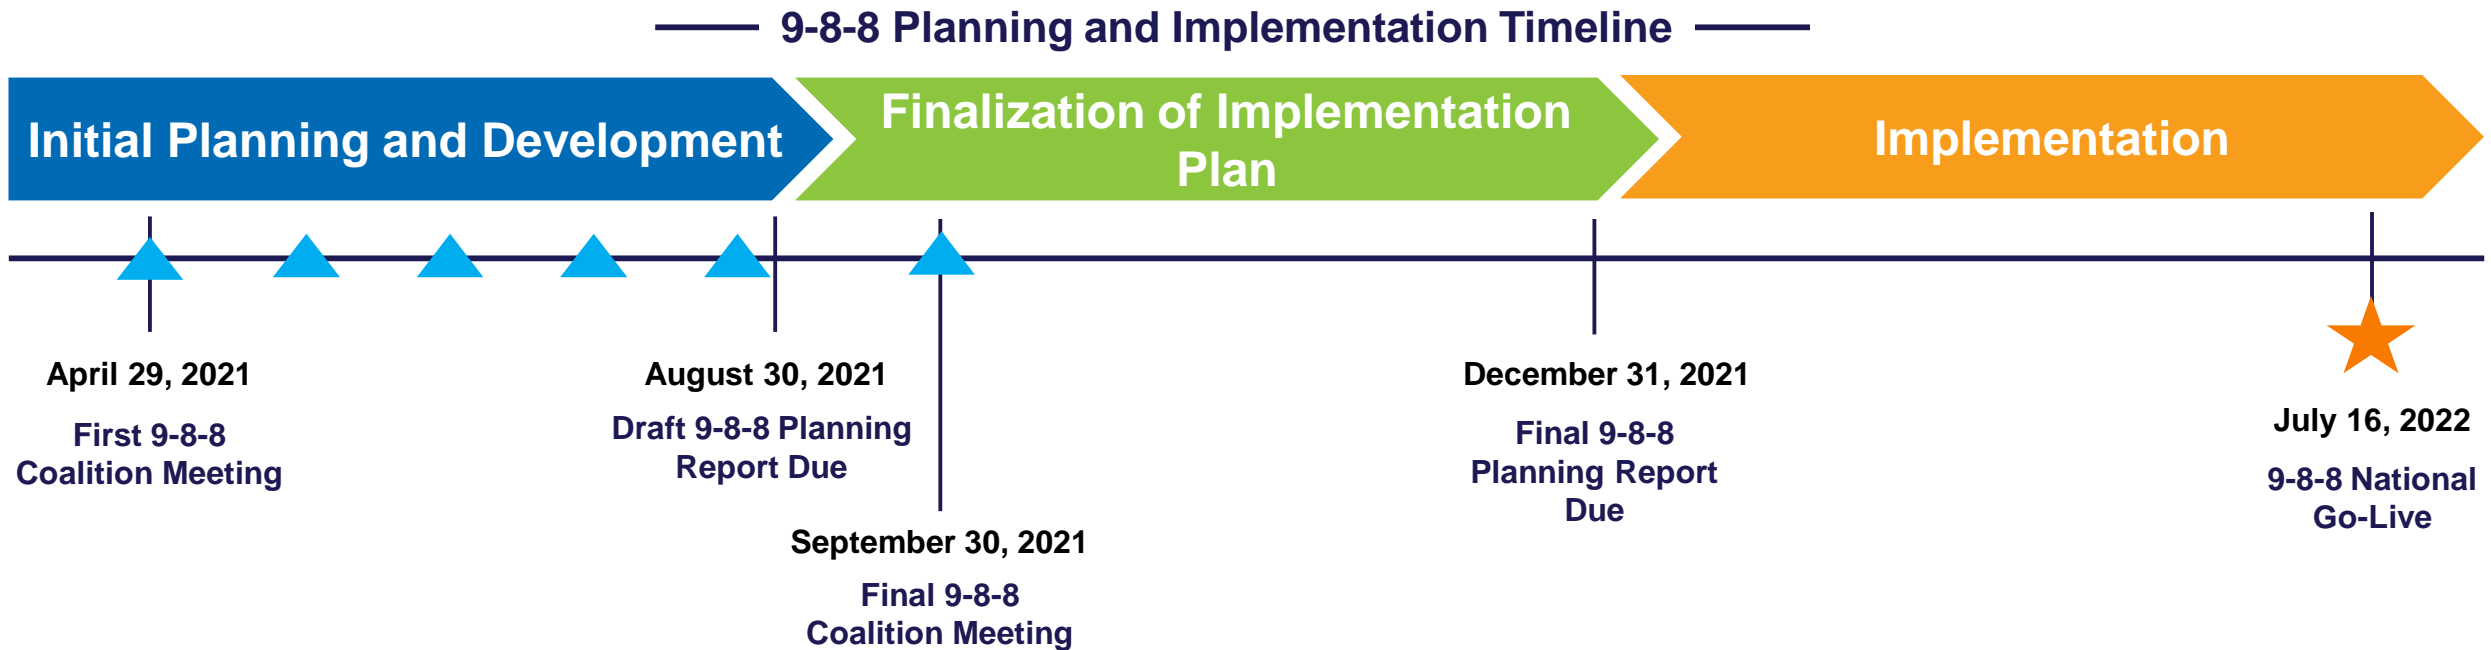 9-8-8 Planning and Implementation Timeline
Initial Planning and Development
Finalization of Implementation
Plan
Implementation
April 29, 2021
First 9-8-8
Coalition Meeting
August 30, 2021
Draft 9-8-8 Planning
Report Due
September 30, 2021
Final 9-8-8
Coalition Meeting
December 31, 2021
Final 9-8-8
Planning Report
Due
July 16, 2022
9-8-8 National
Go-Live